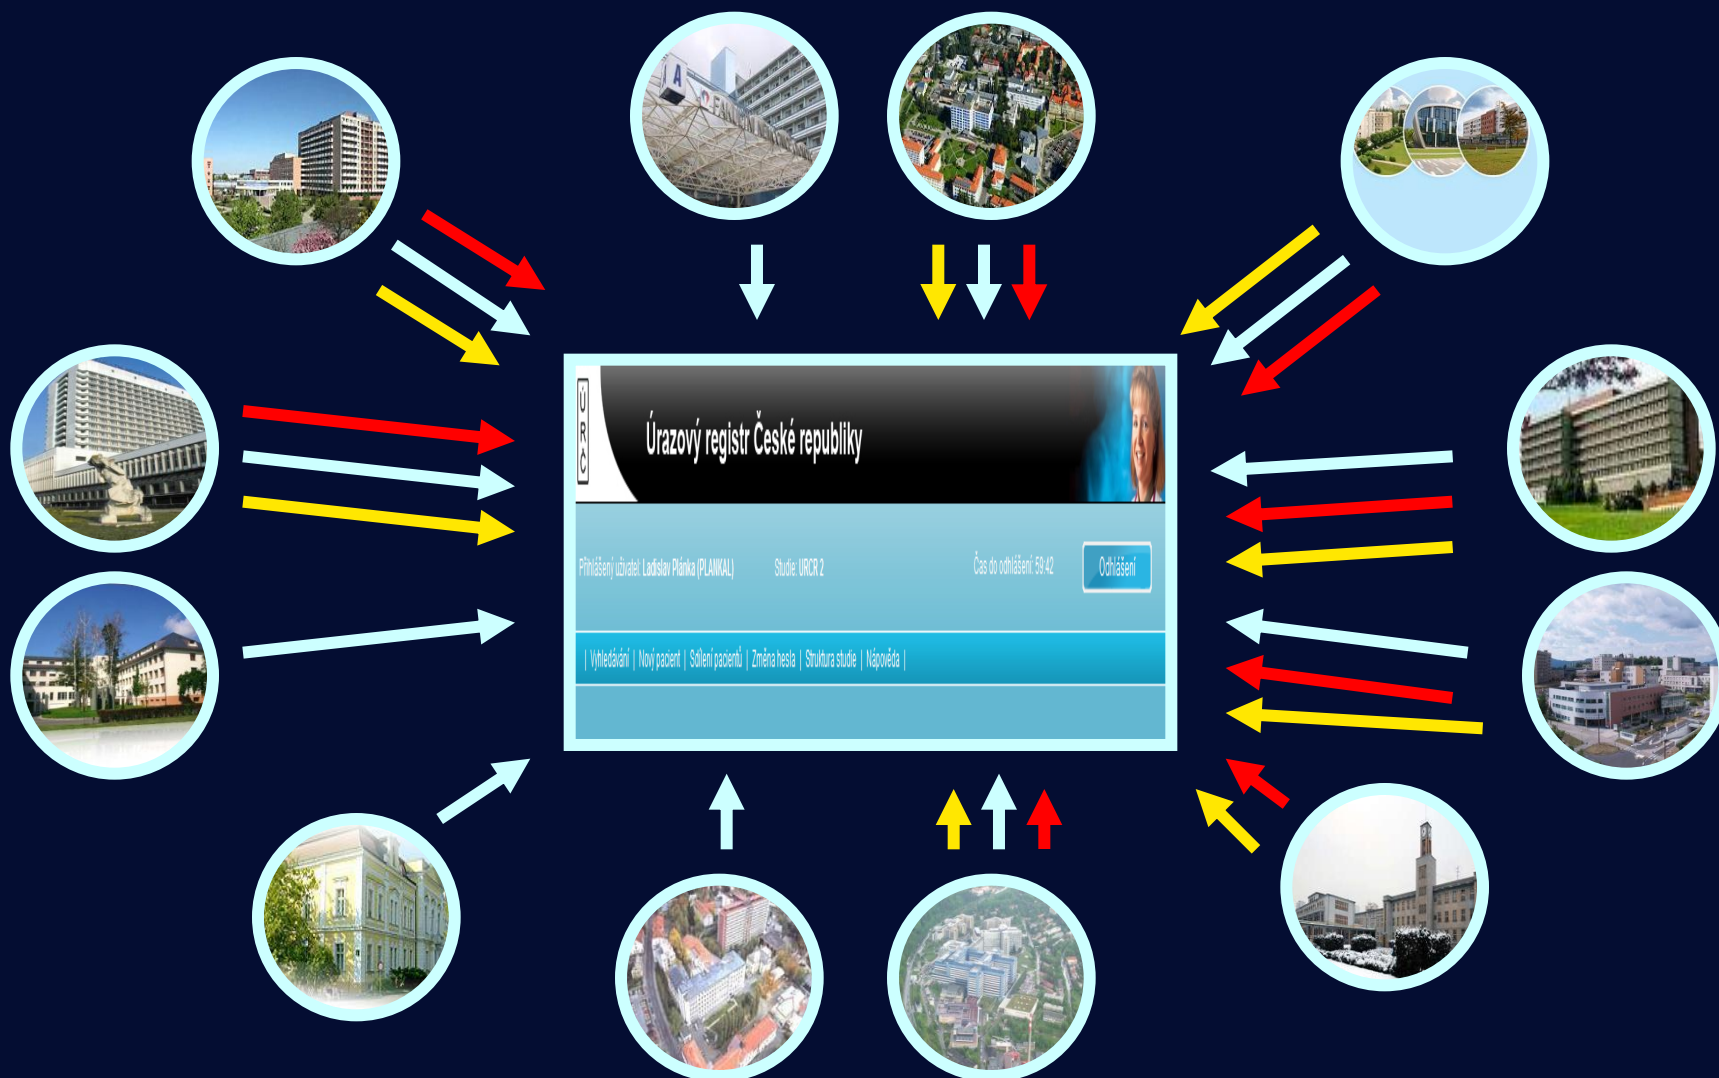 A
FN
Ú R Č
Úrazový registr České republiky
Přihlášený uživatel: Ladislav Plánka (PLANKAL) Studie: URCR 2 Čas do odhlášení: 59:42 Odhlášení
| Vyhledávání | Nový pacient | Sdílení pacientů | Změna hesla | Struktura studie | Nápověda |